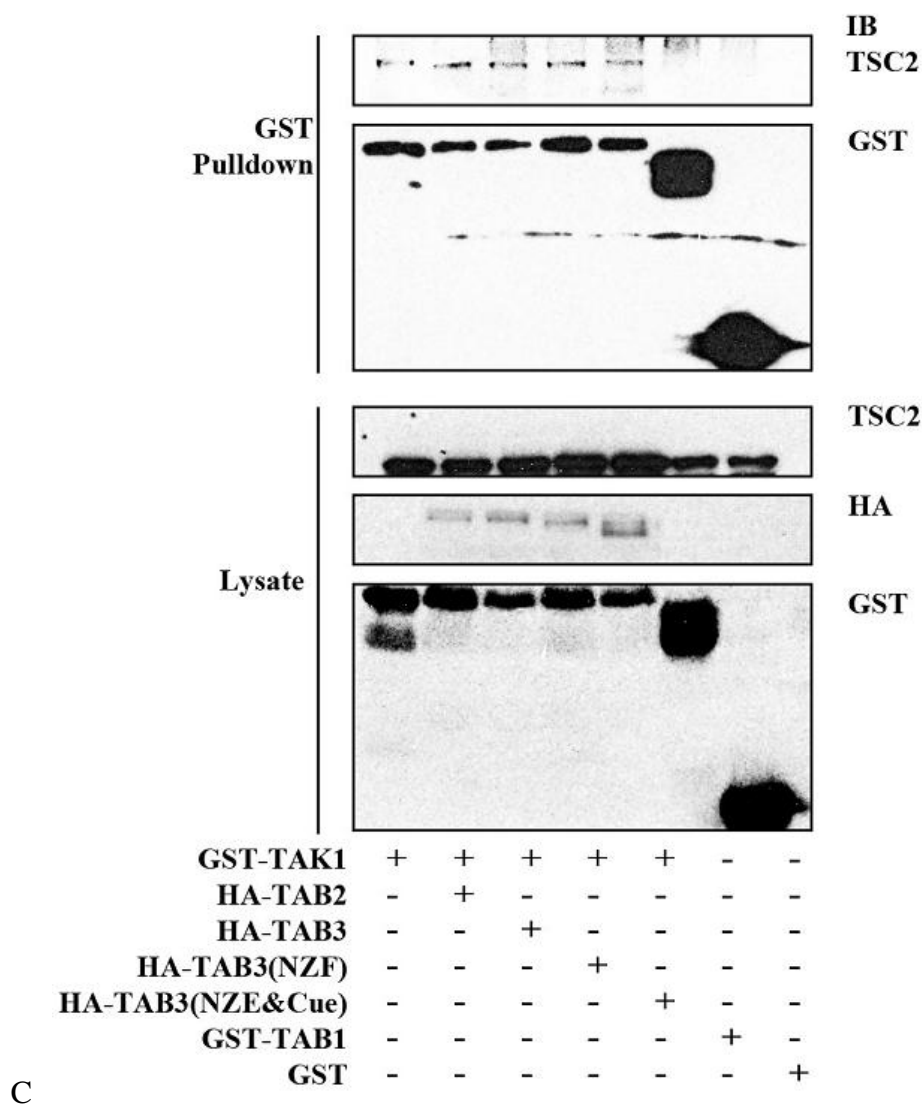 IB
TSC2
GST
Pulldown
GST
TSC2
HA
Lysate
GST
GST-TAK1 + + + + + - -
HA-TAB2 - + - - - - -
HA-TAB3 - - + - - - -
HA-TAB3(NZF) - - - + - - -
HA-TAB3(NZE&Cue) - - - - + - -
GST-TAB1 - - - - - + -
GST - - - - - - +
C